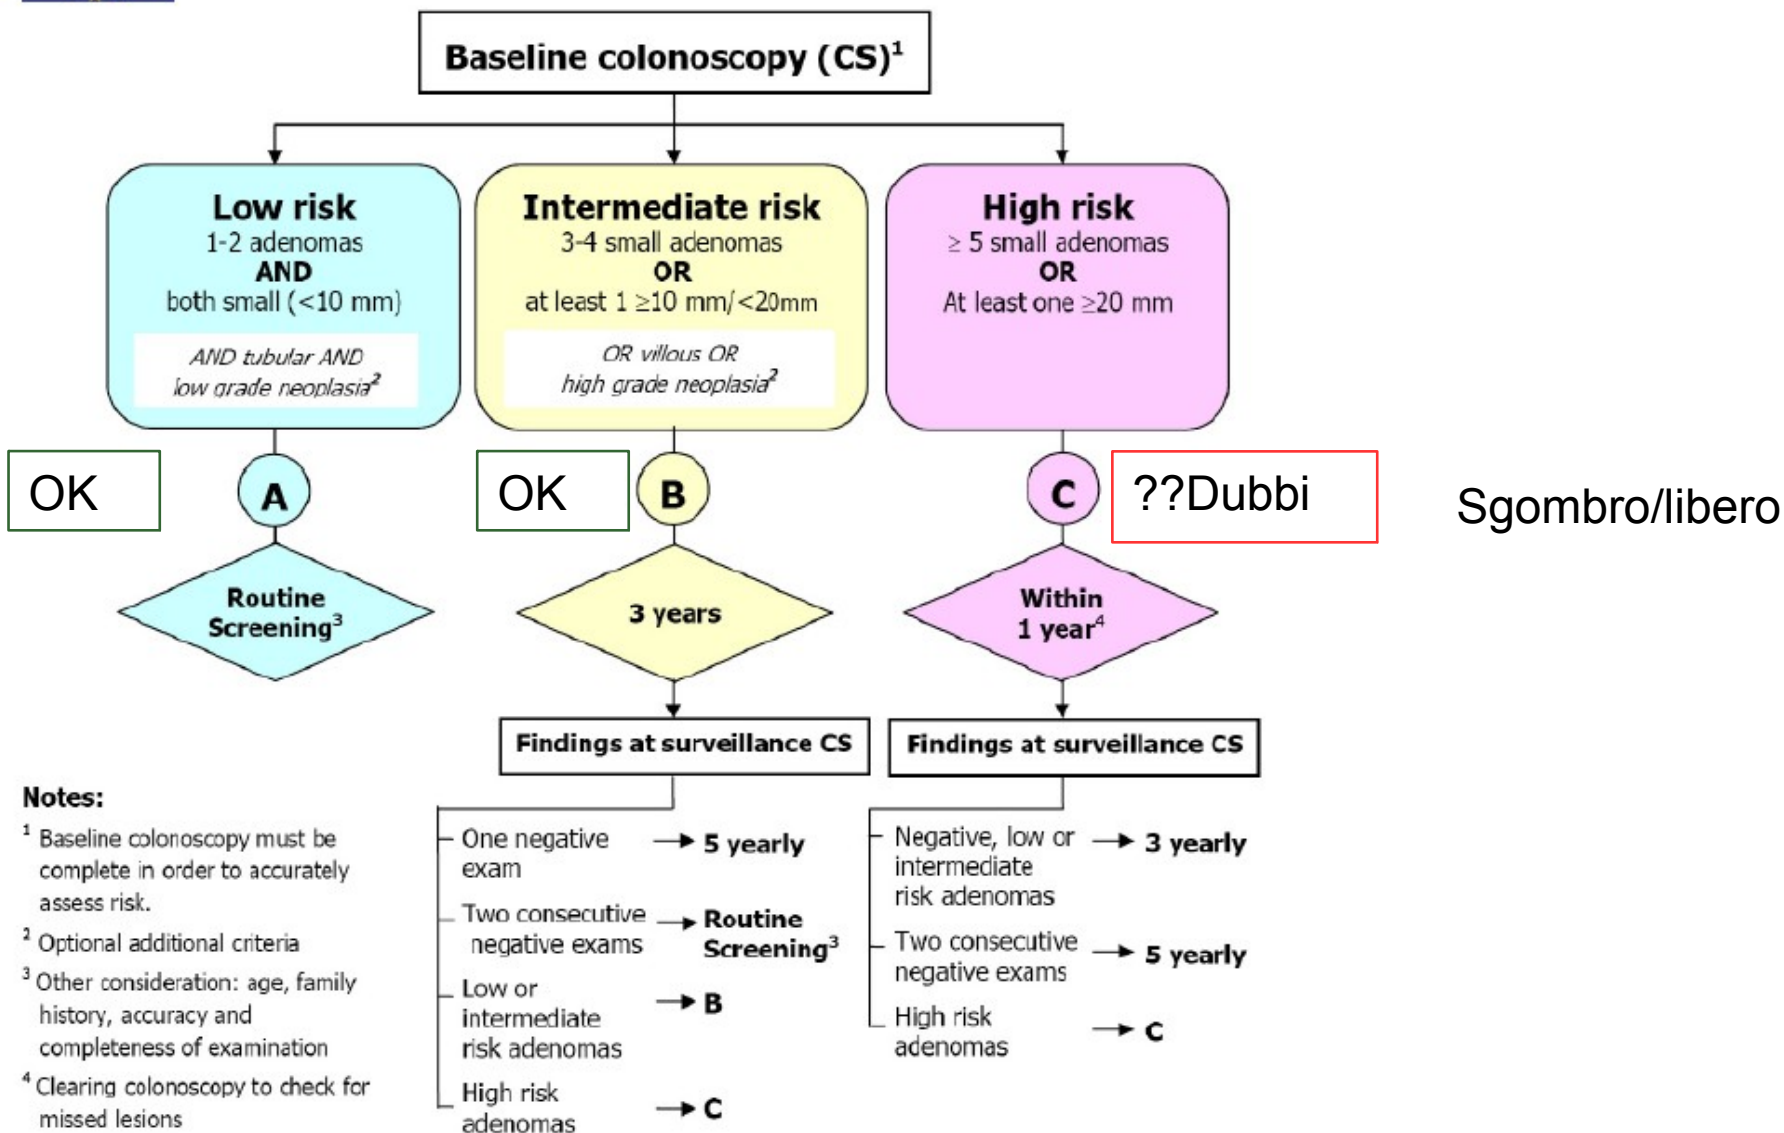 Baseline colonoscopy (CS)¹
Low risk
1-2 adenomas
AND
both small (<10 mm)
AND tubular AND
low grade neoplasia²
Intermediate risk
3-4 small adenomas
OR
at least 1 ≥10 mm/<20mm
OR villous OR
high grade neoplasia²
High risk
≥ 5 small adenomas
OR
At least one ≥20 mm
OK
A
OK
B
C
??Dubbi
Sgombro/libero
Routine
Screening³
3 years
Within
1 year⁴
Findings at surveillance CS
One negative
exam
5 yearly
Two consecutive
negative exams
Routine
Screening³
Low or
intermediate
risk adenomas
B
High risk
adenomas
C
Findings at surveillance CS
Negative, low or
intermediate
risk adenomas
3 yearly
Two consecutive
negative exams
5 yearly
High risk
adenomas
C
Notes:
¹ Baseline colonoscopy must be
complete in order to accurately
assess risk.
² Optional additional criteria
³ Other consideration: age, family
history, accuracy and
completeness of examination
⁴ Clearing colonoscopy to check for
missed lesions